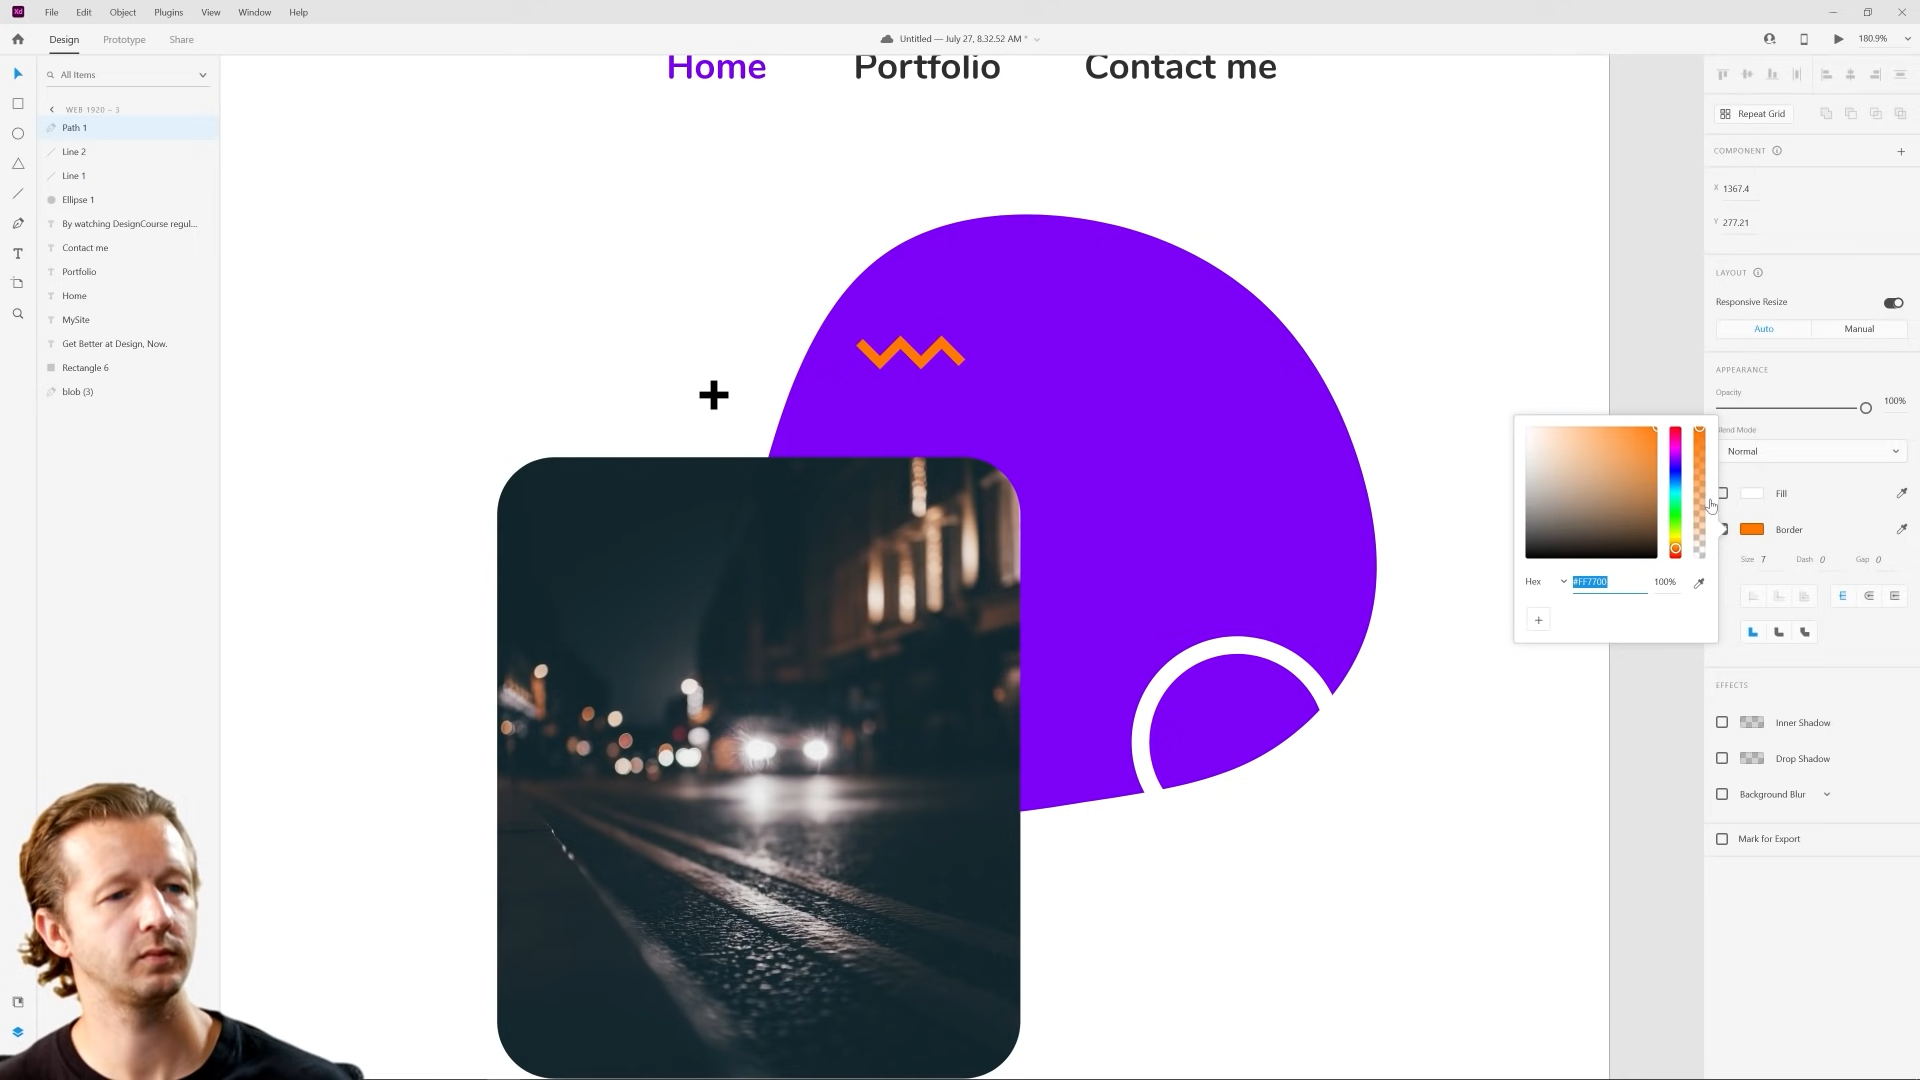 Xd File Edit Object Plugins View Window Help
Design Prototype Share
Untitled — July 27, 8.32.52 AM *
180.9%
All Items
WEB 1920 – 3
Path 1
Line 2
Line 1
Ellipse 1
By watching DesignCourse regul...
Contact me
Portfolio
Home
MySite
Get Better at Design, Now.
Rectangle 6
blob (3)
Home Portfolio Contact me
Repeat Grid
COMPONENT
X 1367.4
Y 277.21
LAYOUT
Responsive Resize
Auto Manual
APPEARANCE
Opacity
100%
Blend Mode
Normal
Fill
Border
Size 7 Dash 0 Gap 0
Hex #FF7700 100%
EFFECTS
Inner Shadow
Drop Shadow
Background Blur
Mark for Export